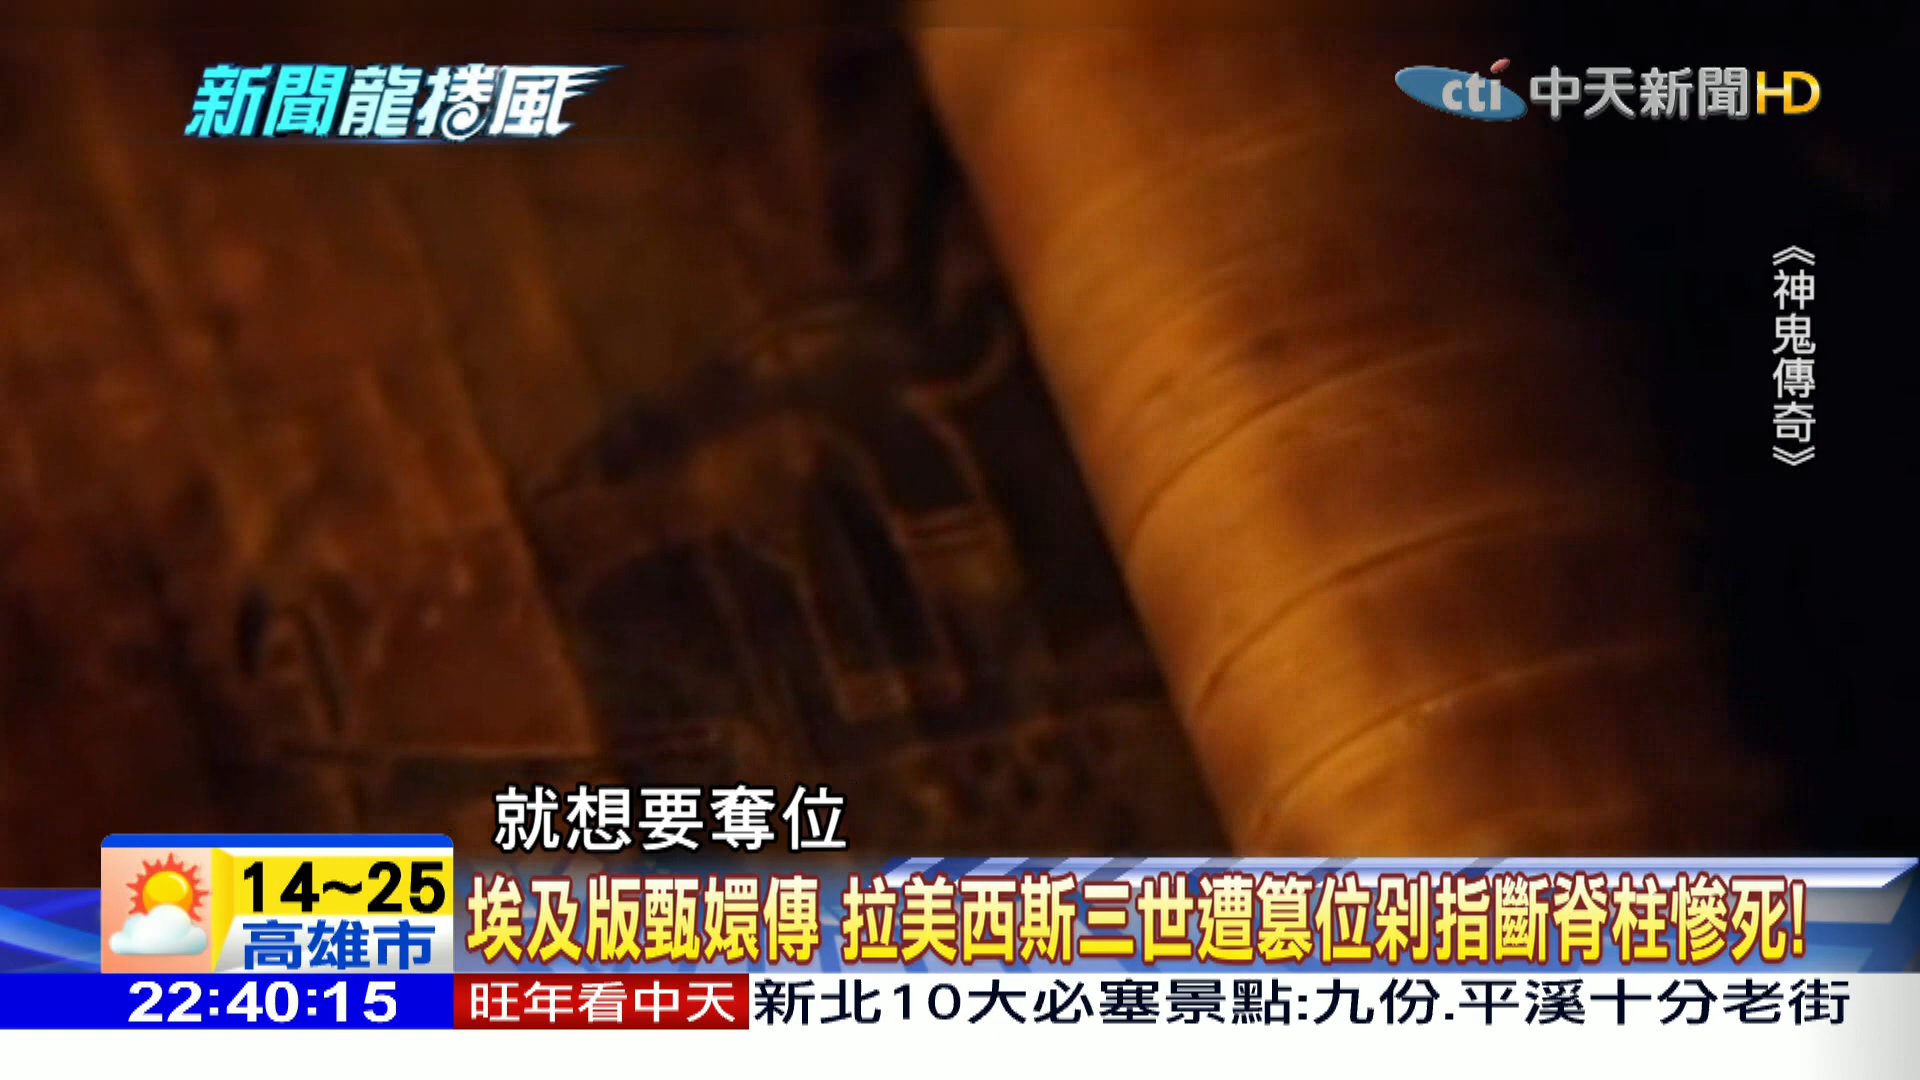 新聞龍捲風
cti 中天新聞HD
《神鬼傳奇》
就想要奪位
14~25
高雄市
埃及版甄嬛傳 拉美西斯三世遭篡位剁指斷脊柱慘死!
22:40:15
旺年看中天
新北10大必塞景點:九份.平溪十分老街